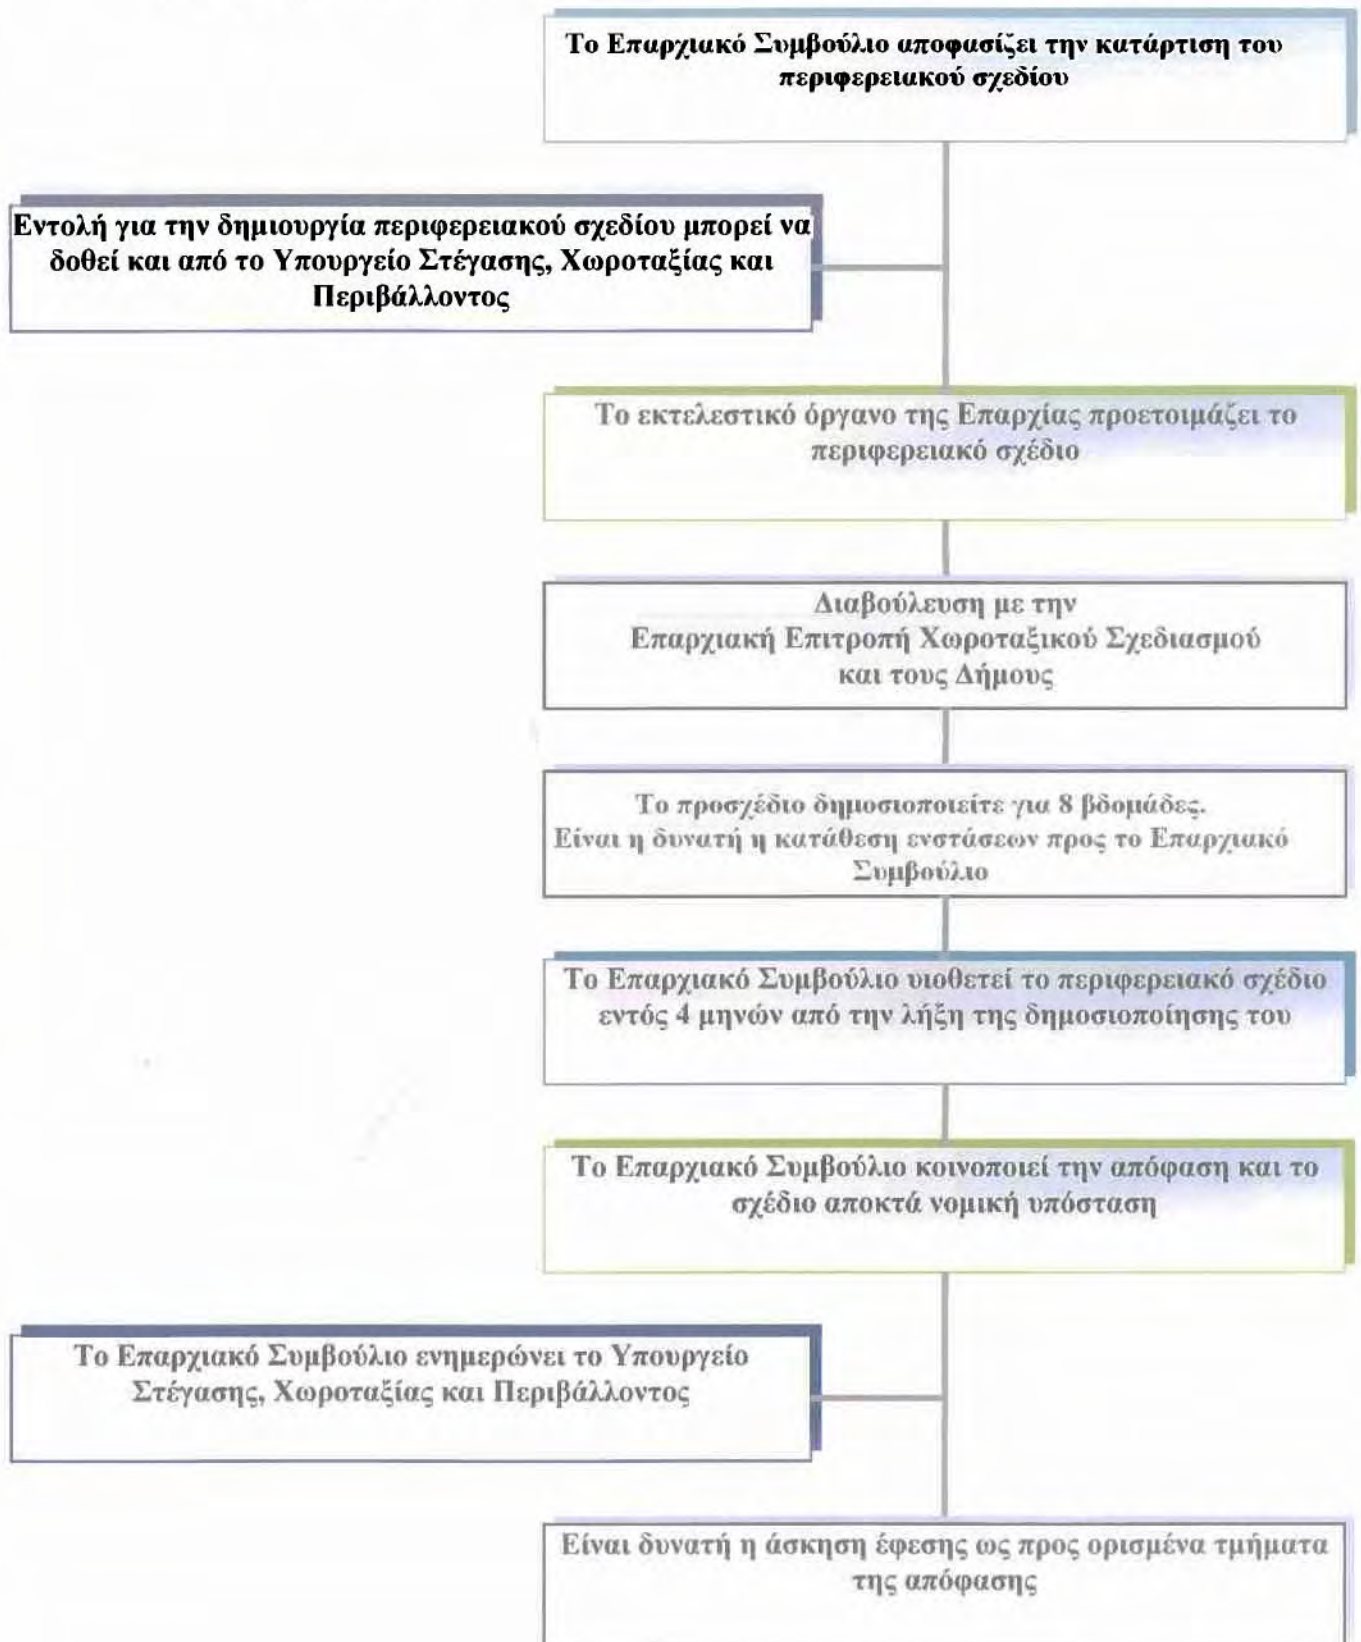 Το Επαρχιακό Συμβούλιο αποφασίζει την κατάρτιση του
περιφερειακού σχεδίου
Εντολή για την δημιουργία περιφερειακού σχεδίου μπορεί να
δοθεί και από το Υπουργείο Στέγασης, Χωροταξίας και
Περιβάλλοντος
Το εκτελεστικό όργανο της Επαρχίας προετοιμάζει το
περιφερειακό σχέδιο
Διαβούλευση με την
Επαρχιακή Επιτροπή Χωροταξικού Σχεδιασμού
και τους Δήμους
Το προσχέδιο δημοσιοποιείτε για 8 βδομάδες.
Είναι η δυνατή η κατάθεση ενστάσεων προς το Επαρχιακό
Συμβούλιο
Το Επαρχιακό Συμβούλιο υιοθετεί το περιφερειακό σχέδιο
εντός 4 μηνών από την λήξη της δημοσιοποίησης του
Το Επαρχιακό Συμβούλιο κοινοποιεί την απόφαση και το
σχέδιο αποκτά νομική υπόσταση
Το Επαρχιακό Συμβούλιο ενημερώνει το Υπουργείο
Στέγασης, Χωροταξίας και Περιβάλλοντος
Είναι δυνατή η άσκηση έφεσης ως προς ορισμένα τμήματα
της απόφασης